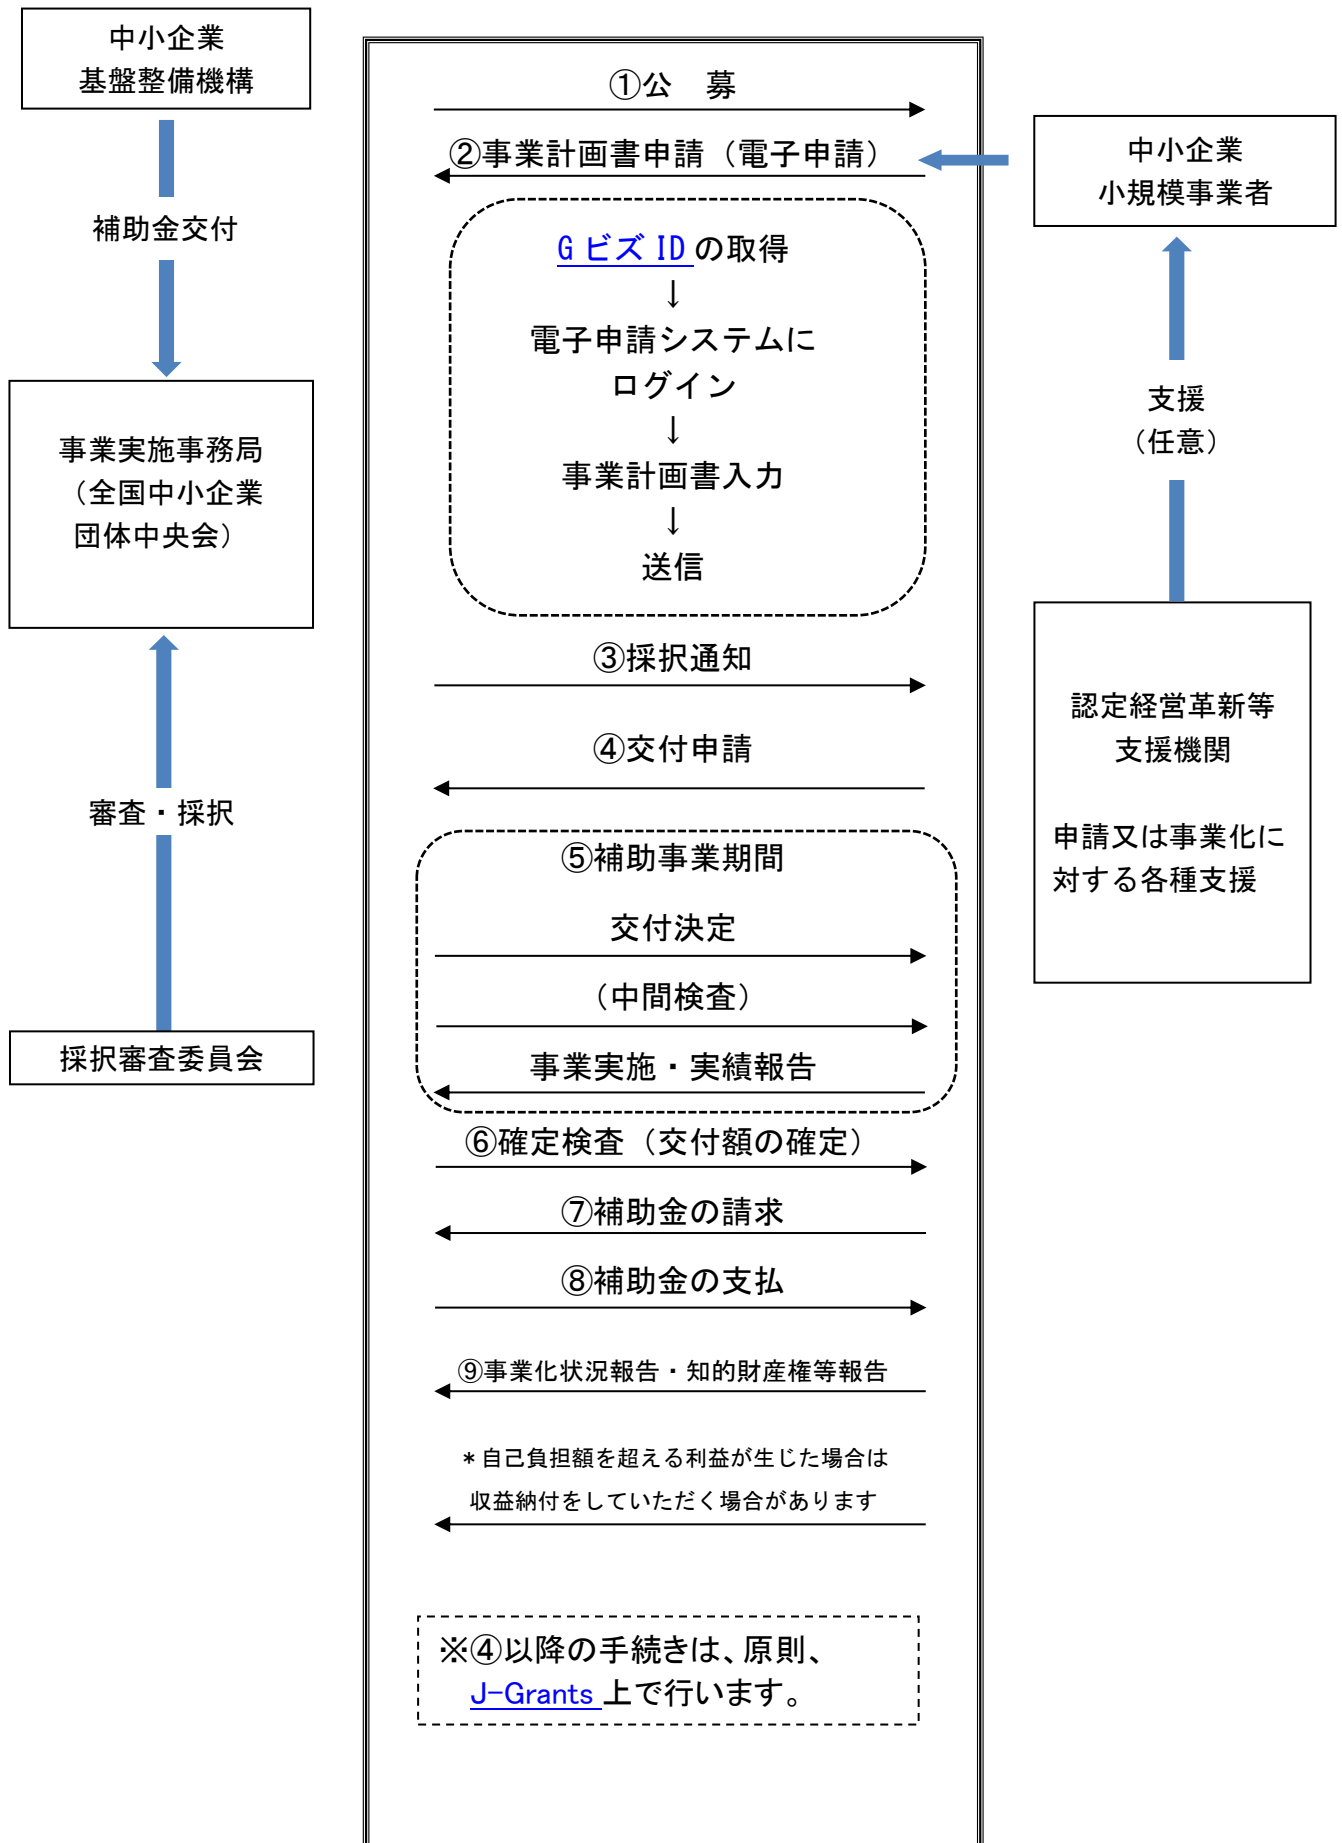 中小企業
基盤整備機構
補助金交付
事業実施事務局
（全国中小企業
団体中央会）
審査・採択
採択審査委員会
①公　募
②事業計画書申請（電子申請）
GビズIDの取得
↓
電子申請システムに
ログイン
↓
事業計画書入力
↓
送信
③採択通知
④交付申請
⑤補助事業期間
交付決定
（中間検査）
事業実施・実績報告
⑥確定検査（交付額の確定）
⑦補助金の請求
⑧補助金の支払
⑨事業化状況報告・知的財産権等報告
＊自己負担額を超える利益が生じた場合は
収益納付をしていただく場合があります
※④以降の手続きは、原則、
J-Grants上で行います。
中小企業
小規模事業者
支援
（任意）
認定経営革新等
支援機関
申請又は事業化に
対する各種支援